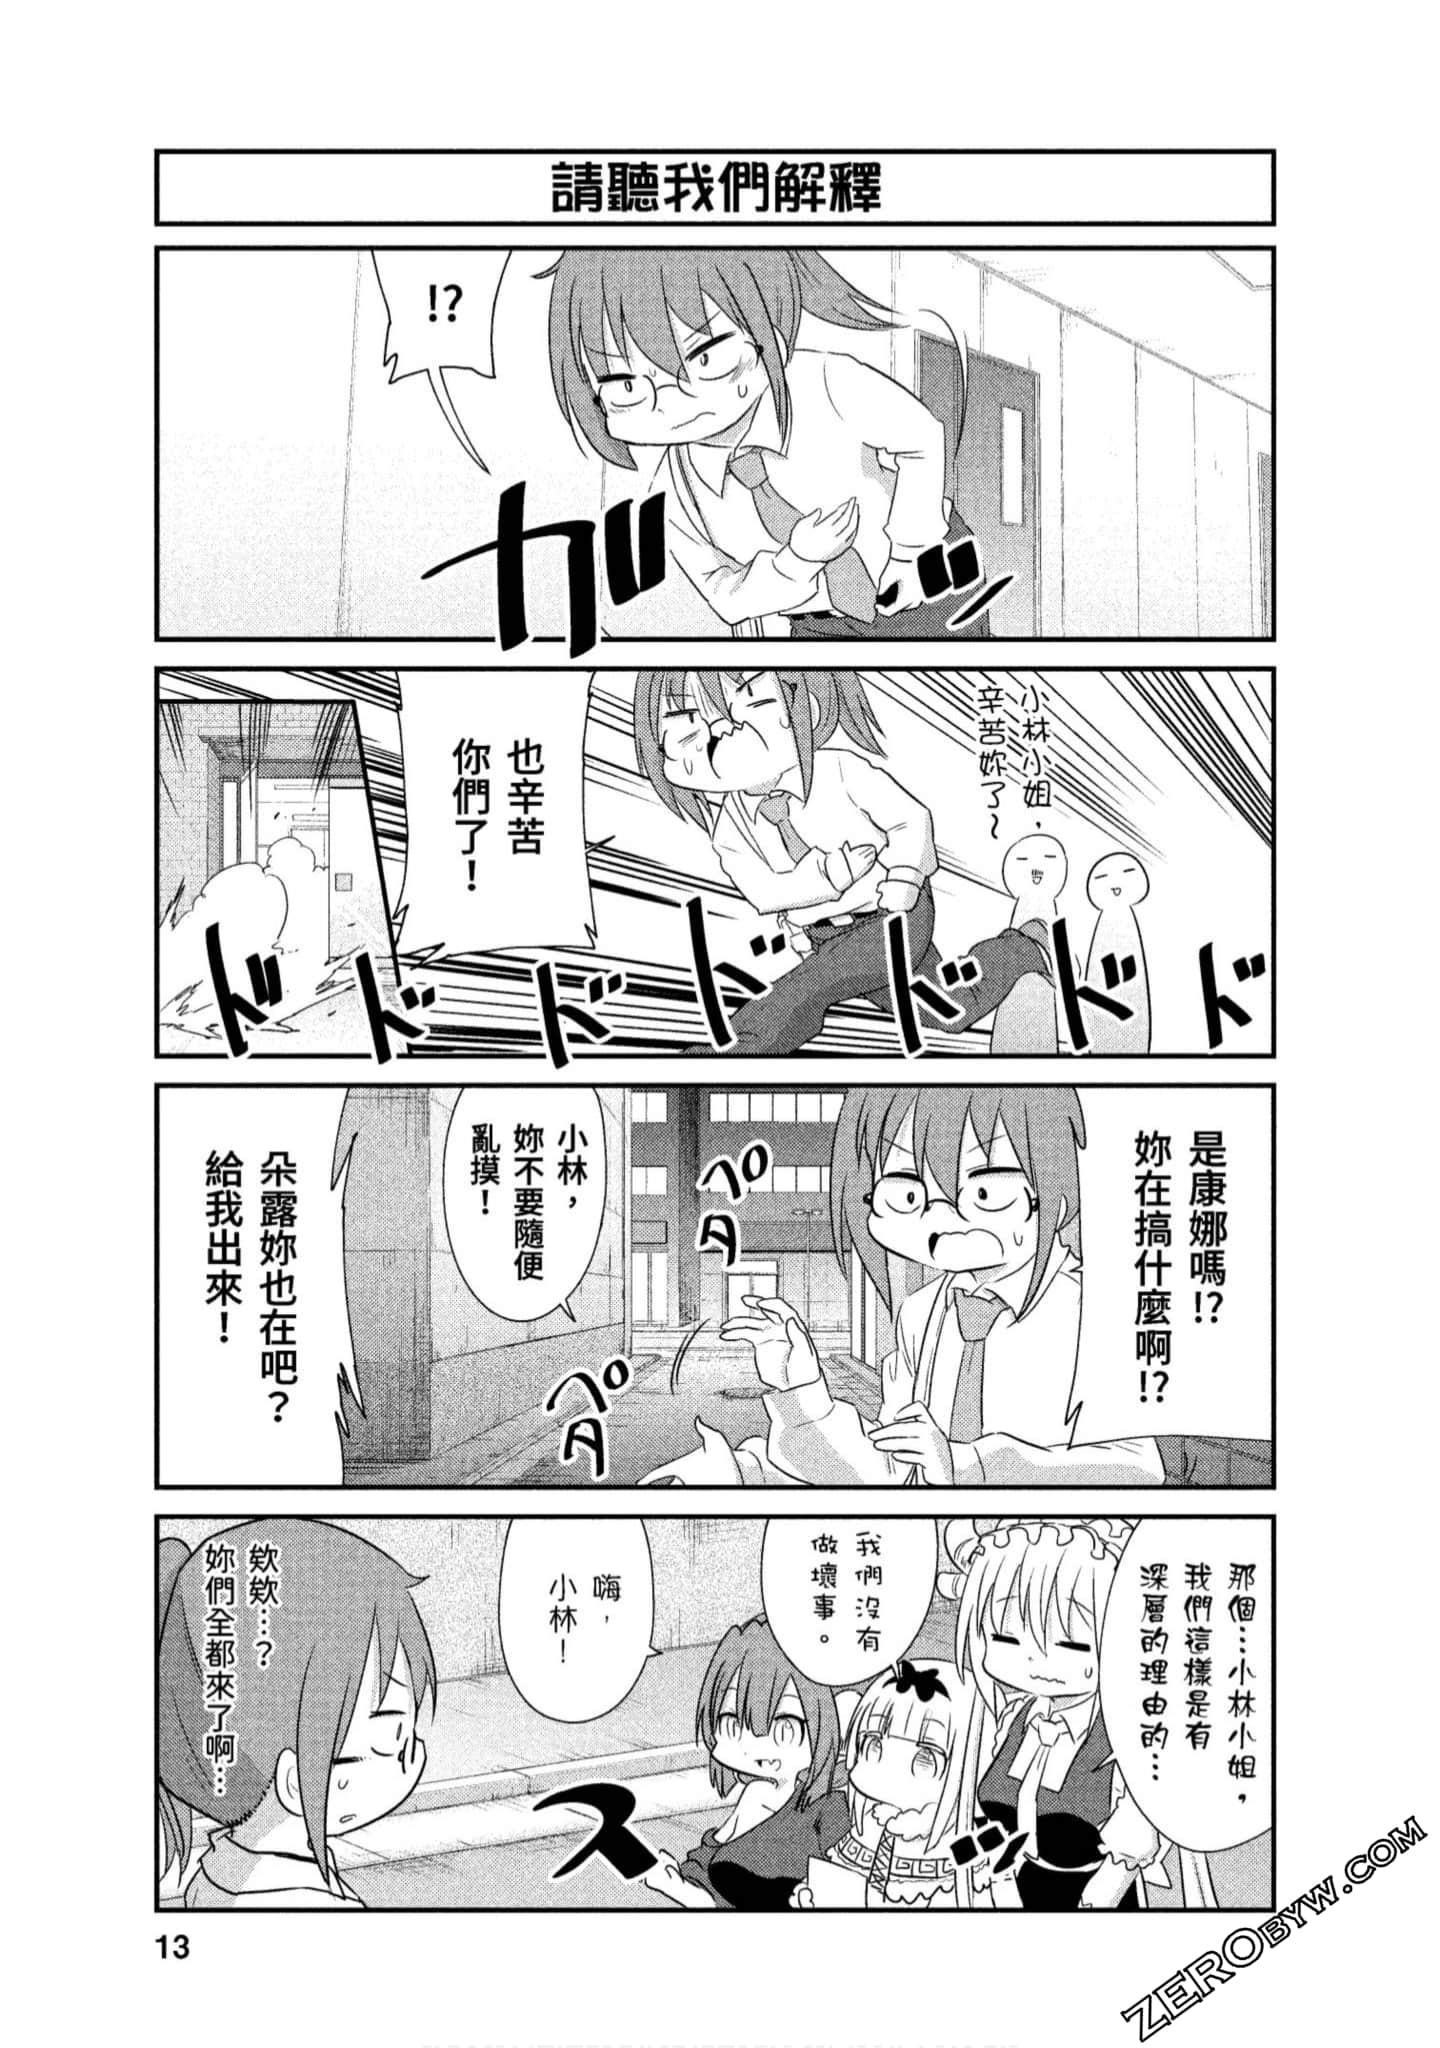 請聽我們解釋
!?
ガバッ
小林小姐，
辛苦妳了～
也辛苦
你們了！
ドドドドドドド
是康娜嗎!?
妳在搞什麼啊!?
ペタ
小林，
妳不要隨便
亂摸！
ペタ
朵露妳也在吧？
給我出來！
那個…小林小姐，
我們這樣是有
深層的理由的…
我們沒有
做壞事。
嗨，
小林！
スッ
欸欸…？
妳們全都來了啊…
13
ZEROBYW.COM